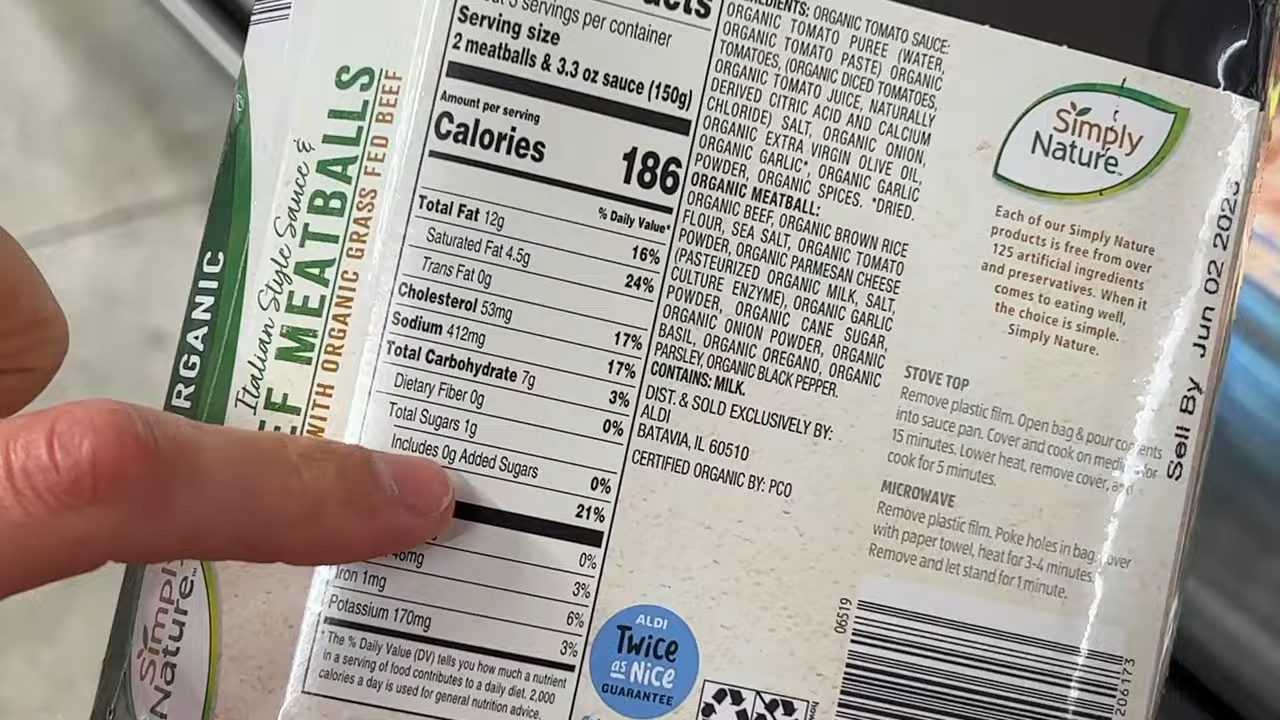 RGANIC
Italian Style Sauce &
F MEATBALLS
WITH ORGANIC GRASS FED BEEF
Simply
Nature
servings per container
Serving size
2 meatballs & 3.3 oz sauce (150g)
Amount per serving
Calories 186
% Daily Value*
Total Fat 12g 16%
Saturated Fat 4.5g 24%
Trans Fat 0g
Cholesterol 53mg 17%
Sodium 412mg 17%
Total Carbohydrate 7g 3%
Dietary Fiber 0g 0%
Total Sugars 1g
Includes 0g Added Sugars 0%
21%
0%
3%
Iron 1mg 6%
Potassium 170mg 3%
* The % Daily Value (DV) tells you how much a nutrient
in a serving of food contributes to a daily diet. 2,000
calories a day is used for general nutrition advice.
INGREDIENTS: ORGANIC TOMATO SAUCE:
ORGANIC TOMATO PUREE (WATER,
ORGANIC TOMATO PASTE) ORGANIC
TOMATOES, (ORGANIC DICED TOMATOES,
ORGANIC TOMATO JUICE, NATURALLY
DERIVED CITRIC ACID AND CALCIUM
CHLORIDE) SALT, ORGANIC ONION,
ORGANIC EXTRA VIRGIN OLIVE OIL,
ORGANIC GARLIC*, ORGANIC GARLIC
POWDER, ORGANIC SPICES. *DRIED.
ORGANIC MEATBALL:
ORGANIC BEEF, ORGANIC BROWN RICE
FLOUR, SEA SALT, ORGANIC TOMATO
POWDER, ORGANIC PARMESAN CHEESE
(PASTEURIZED ORGANIC MILK, SALT,
CULTURE ENZYME), ORGANIC GARLIC
POWDER, ORGANIC CANE SUGAR,
ORGANIC ONION POWDER, ORGANIC
BASIL, ORGANIC OREGANO, ORGANIC
PARSLEY, ORGANIC BLACK PEPPER.
CONTAINS: MILK.
DIST. & SOLD EXCLUSIVELY BY:
ALDI
BATAVIA, IL 60510
CERTIFIED ORGANIC BY: PCO
ALDI
Twice
as Nice
GUARANTEE
Simply
Nature™
Each of our Simply Nature
products is free from over
125 artificial ingredients
and preservatives. When it
comes to eating well,
the choice is simple.
Simply Nature.
STOVE TOP
Remove plastic film. Open bag & pour contents
into sauce pan. Cover and cook on medium for
15 minutes. Lower heat, remove cover, and
cook for 5 minutes.
MICROWAVE
Remove plastic film. Poke holes in bag, cover
with paper towel, heat for 3-4 minutes.
Remove and let stand for 1 minute.
06519
206173
Sell By Jun 02 2023